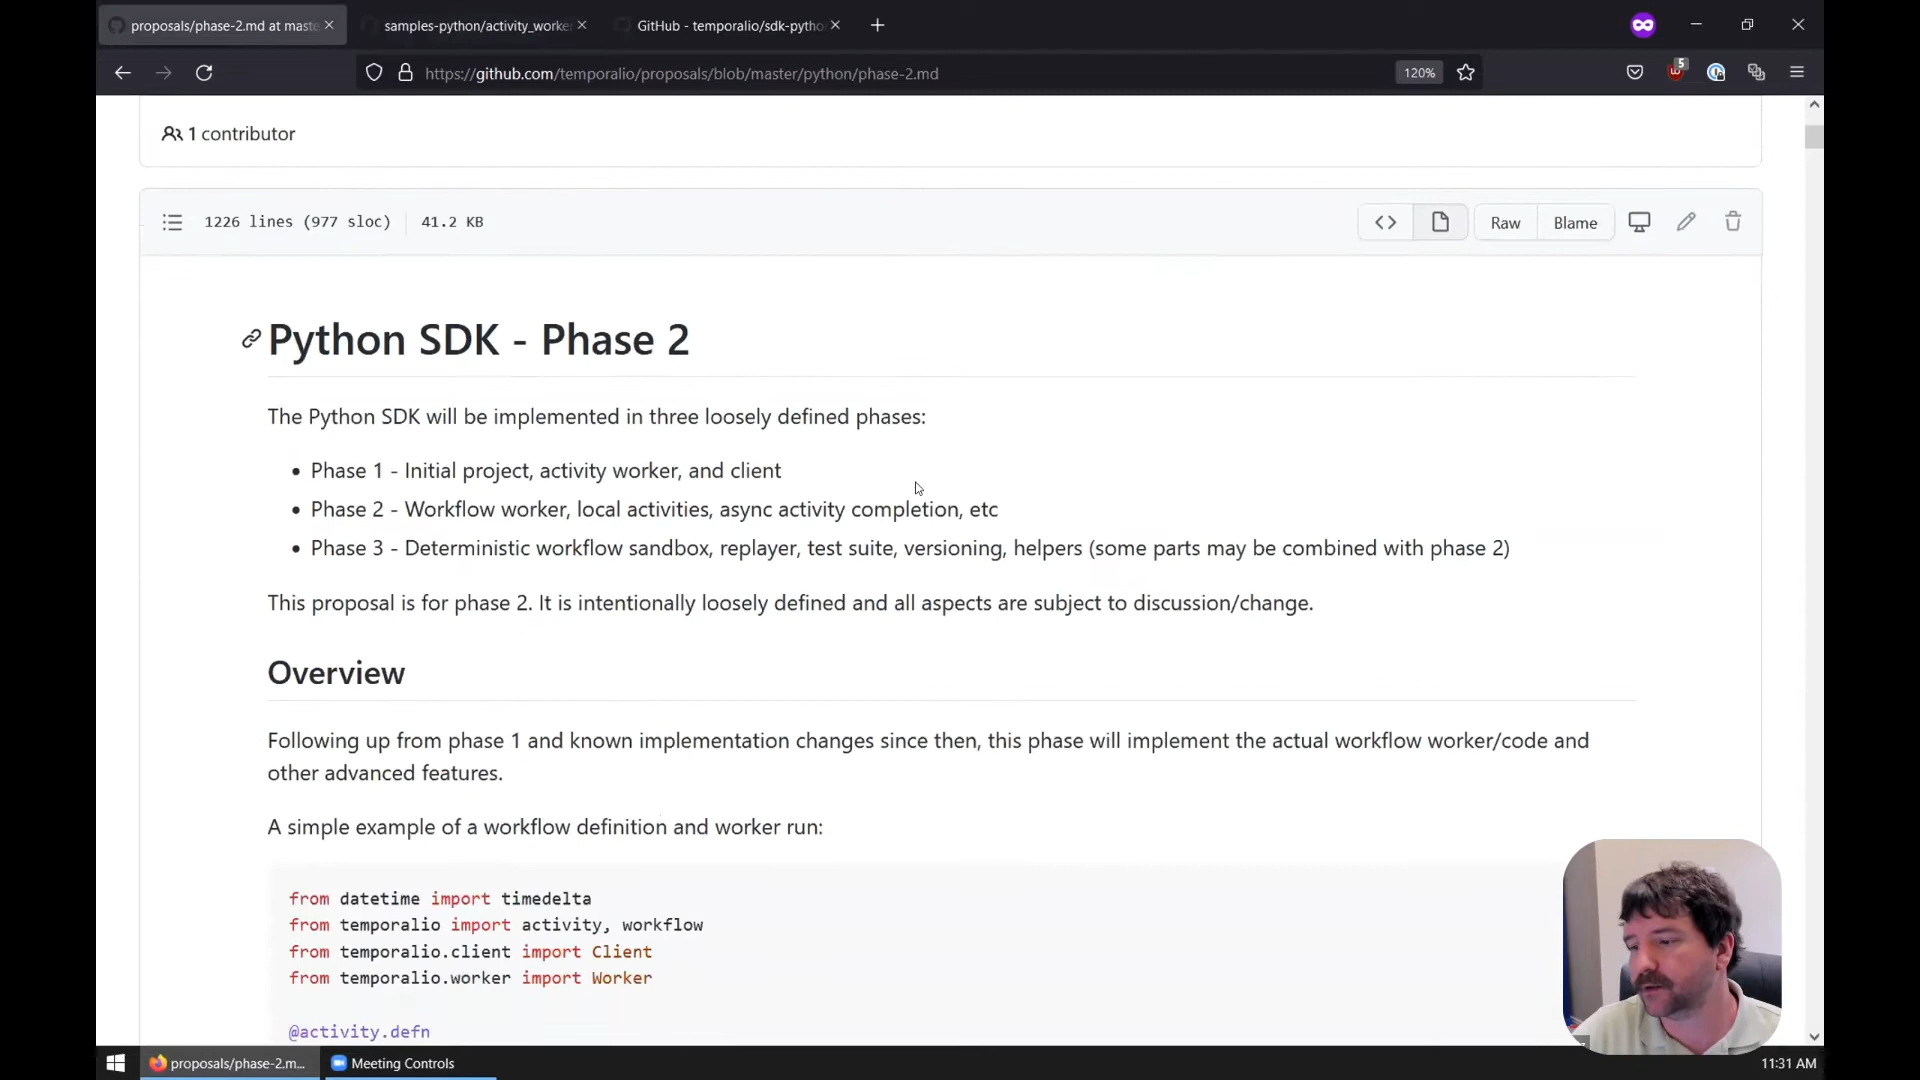 proposals/phase-2.md at maste
samples-python/activity_worke
GitHub - temporalio/sdk-pytho
https://github.com/temporalio/proposals/blob/master/python/phase-2.md
120%
5
1 contributor
1226 lines (977 sloc)
41.2 KB
Raw
Blame
Python SDK - Phase 2
The Python SDK will be implemented in three loosely defined phases:
• Phase 1 - Initial project, activity worker, and client
• Phase 2 - Workflow worker, local activities, async activity completion, etc
• Phase 3 - Deterministic workflow sandbox, replayer, test suite, versioning, helpers (some parts may be combined with phase 2)
This proposal is for phase 2. It is intentionally loosely defined and all aspects are subject to discussion/change.
Overview
Following up from phase 1 and known implementation changes since then, this phase will implement the actual workflow worker/code and
other advanced features.
A simple example of a workflow definition and worker run:
from datetime import timedelta
from temporalio import activity, workflow
from temporalio.client import Client
from temporalio.worker import Worker
@activity.defn
proposals/phase-2.m...
Meeting Controls
11:31 AM